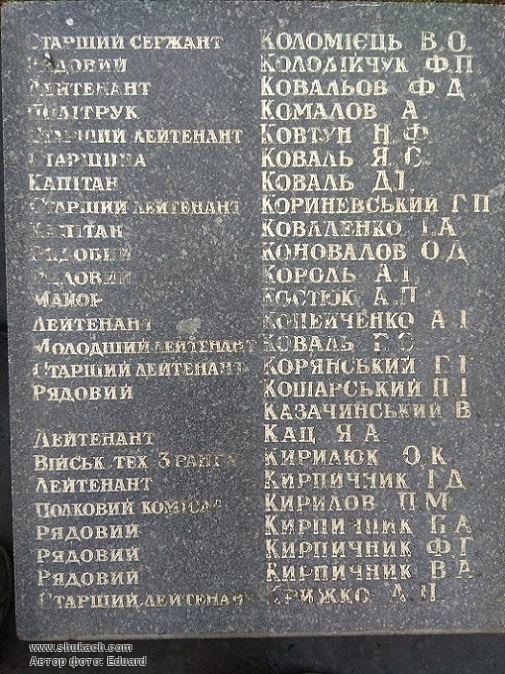 Старший сержант Коломієць В.О.
Рядовий Колодійчук Ф.П
Лейтенант Ковальов Ф.Д
Політрук Комалов А.
Старший лейтенант Ковтун Н.Ф.
Старшина Коваль Я.С.
Капітан Коваль Д.І.
Старший лейтенант Кориневський Г.П
Капітан Коваленко І.А
Рядовий Коновалов О.Д
Рядовий Король А.І
Майор Костюк А.П.
Лейтенант Копейченко А.І
Молодший лейтенант Коваль Г.С.
Старший лейтенант Корянський Г.І
Рядовий Кошарський П.І
Казачинський В
Лейтенант Кац Я.А.
Військ. тех 3 ранга Кирилюк О.К.
Лейтенант Кирпичник Г.Д
Полковий комісар Кирилов П.М
Рядовий Кирпичник Б.А
Рядовий Кирпичник Ф.Г
Рядовий Кирпичник В.А
Старший лейтенант Крижко А.
www.shukach.com
Автор фото: Eduard